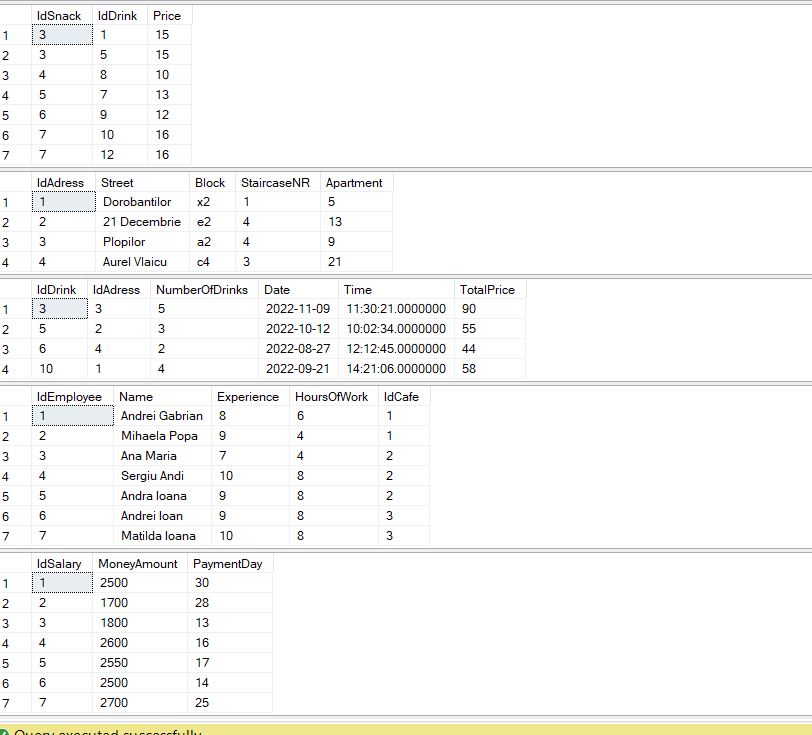 IdSnack IdDrink Price
1 3 1 15
2 3 5 15
3 4 8 10
4 5 7 13
5 6 9 12
6 7 10 16
7 7 12 16
IdAdress Street Block StaircaseNR Apartment
1 1 Dorobantilor x2 1 5
2 2 21 Decembrie e2 4 13
3 3 Plopilor a2 4 9
4 4 Aurel Vlaicu c4 3 21
IdDrink IdAdress NumberOfDrinks Date Time TotalPrice
1 3 3 5 2022-11-09 11:30:21.0000000 90
2 5 2 3 2022-10-12 10:02:34.0000000 55
3 6 4 2 2022-08-27 12:12:45.0000000 44
4 10 1 4 2022-09-21 14:21:06.0000000 58
IdEmployee Name Experience HoursOfWork IdCafe
1 1 Andrei Gabrian 8 6 1
2 2 Mihaela Popa 9 4 1
3 3 Ana Maria 7 4 2
4 4 Sergiu Andi 10 8 2
5 5 Andra Ioana 9 8 2
6 6 Andrei Ioan 9 8 3
7 7 Matilda Ioana 10 8 3
IdSalary MoneyAmount PaymentDay
1 1 2500 30
2 2 1700 28
3 3 1800 13
4 4 2600 16
5 5 2550 17
6 6 2500 14
7 7 2700 25
Query executed successfully